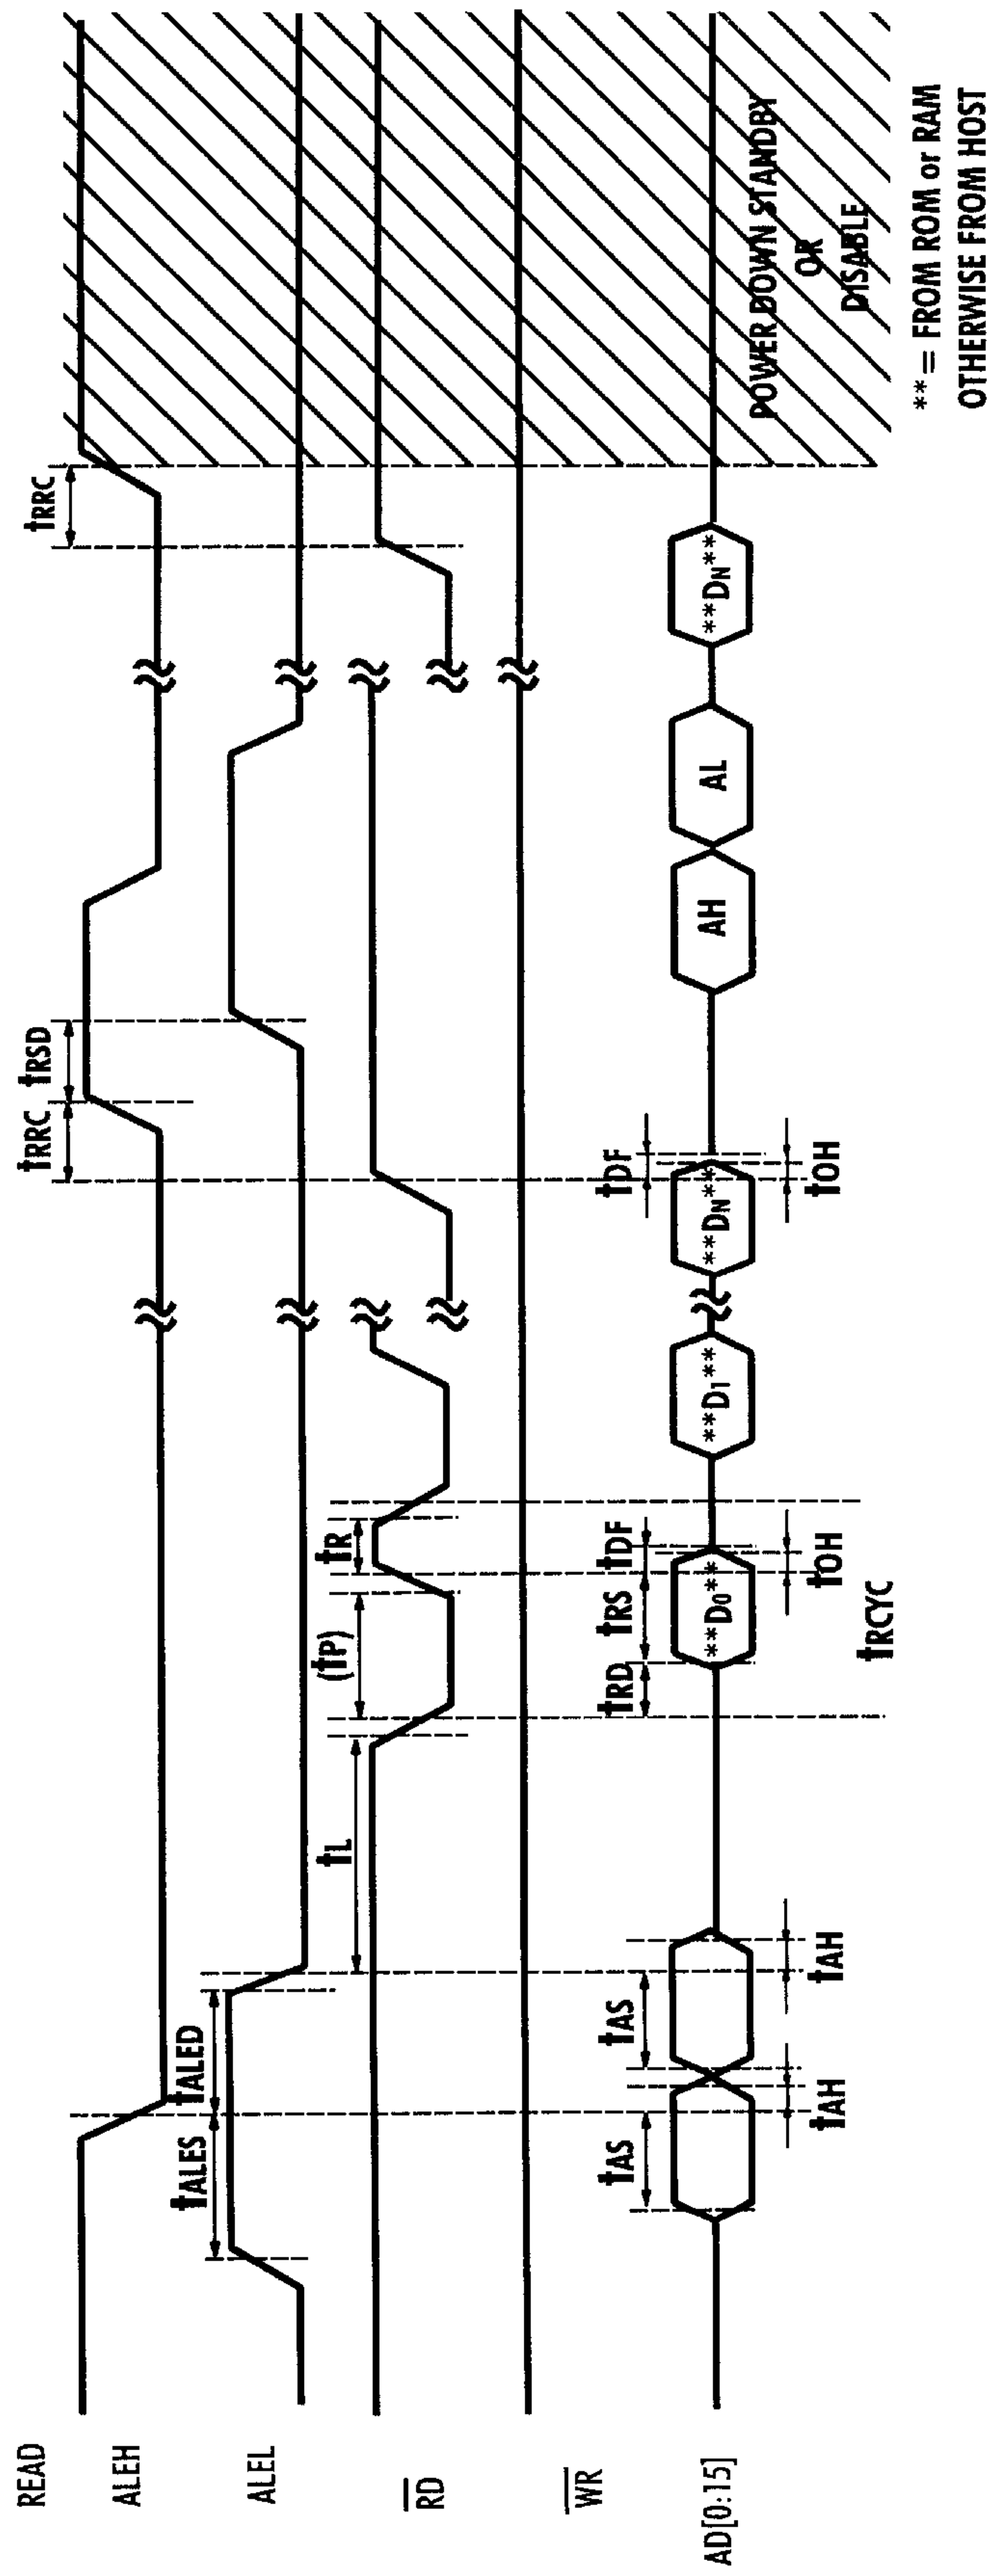 READ
ALEH
ALEL
RD
WR
AD[0:15]
tALES
tALED
tL
(tP)
tR
tRRC
tRSD
tRRC
tAS
tAH
tAS
tAH
tRD
tRS
tDF
tOH
tRCYC
**D0**
**D1**
**DN**
tDF
tOH
AH
AL
**DN**
POWER DOWN STANDBY
OR
DISABLE
**= FROM ROM or RAM
OTHERWISE FROM HOST